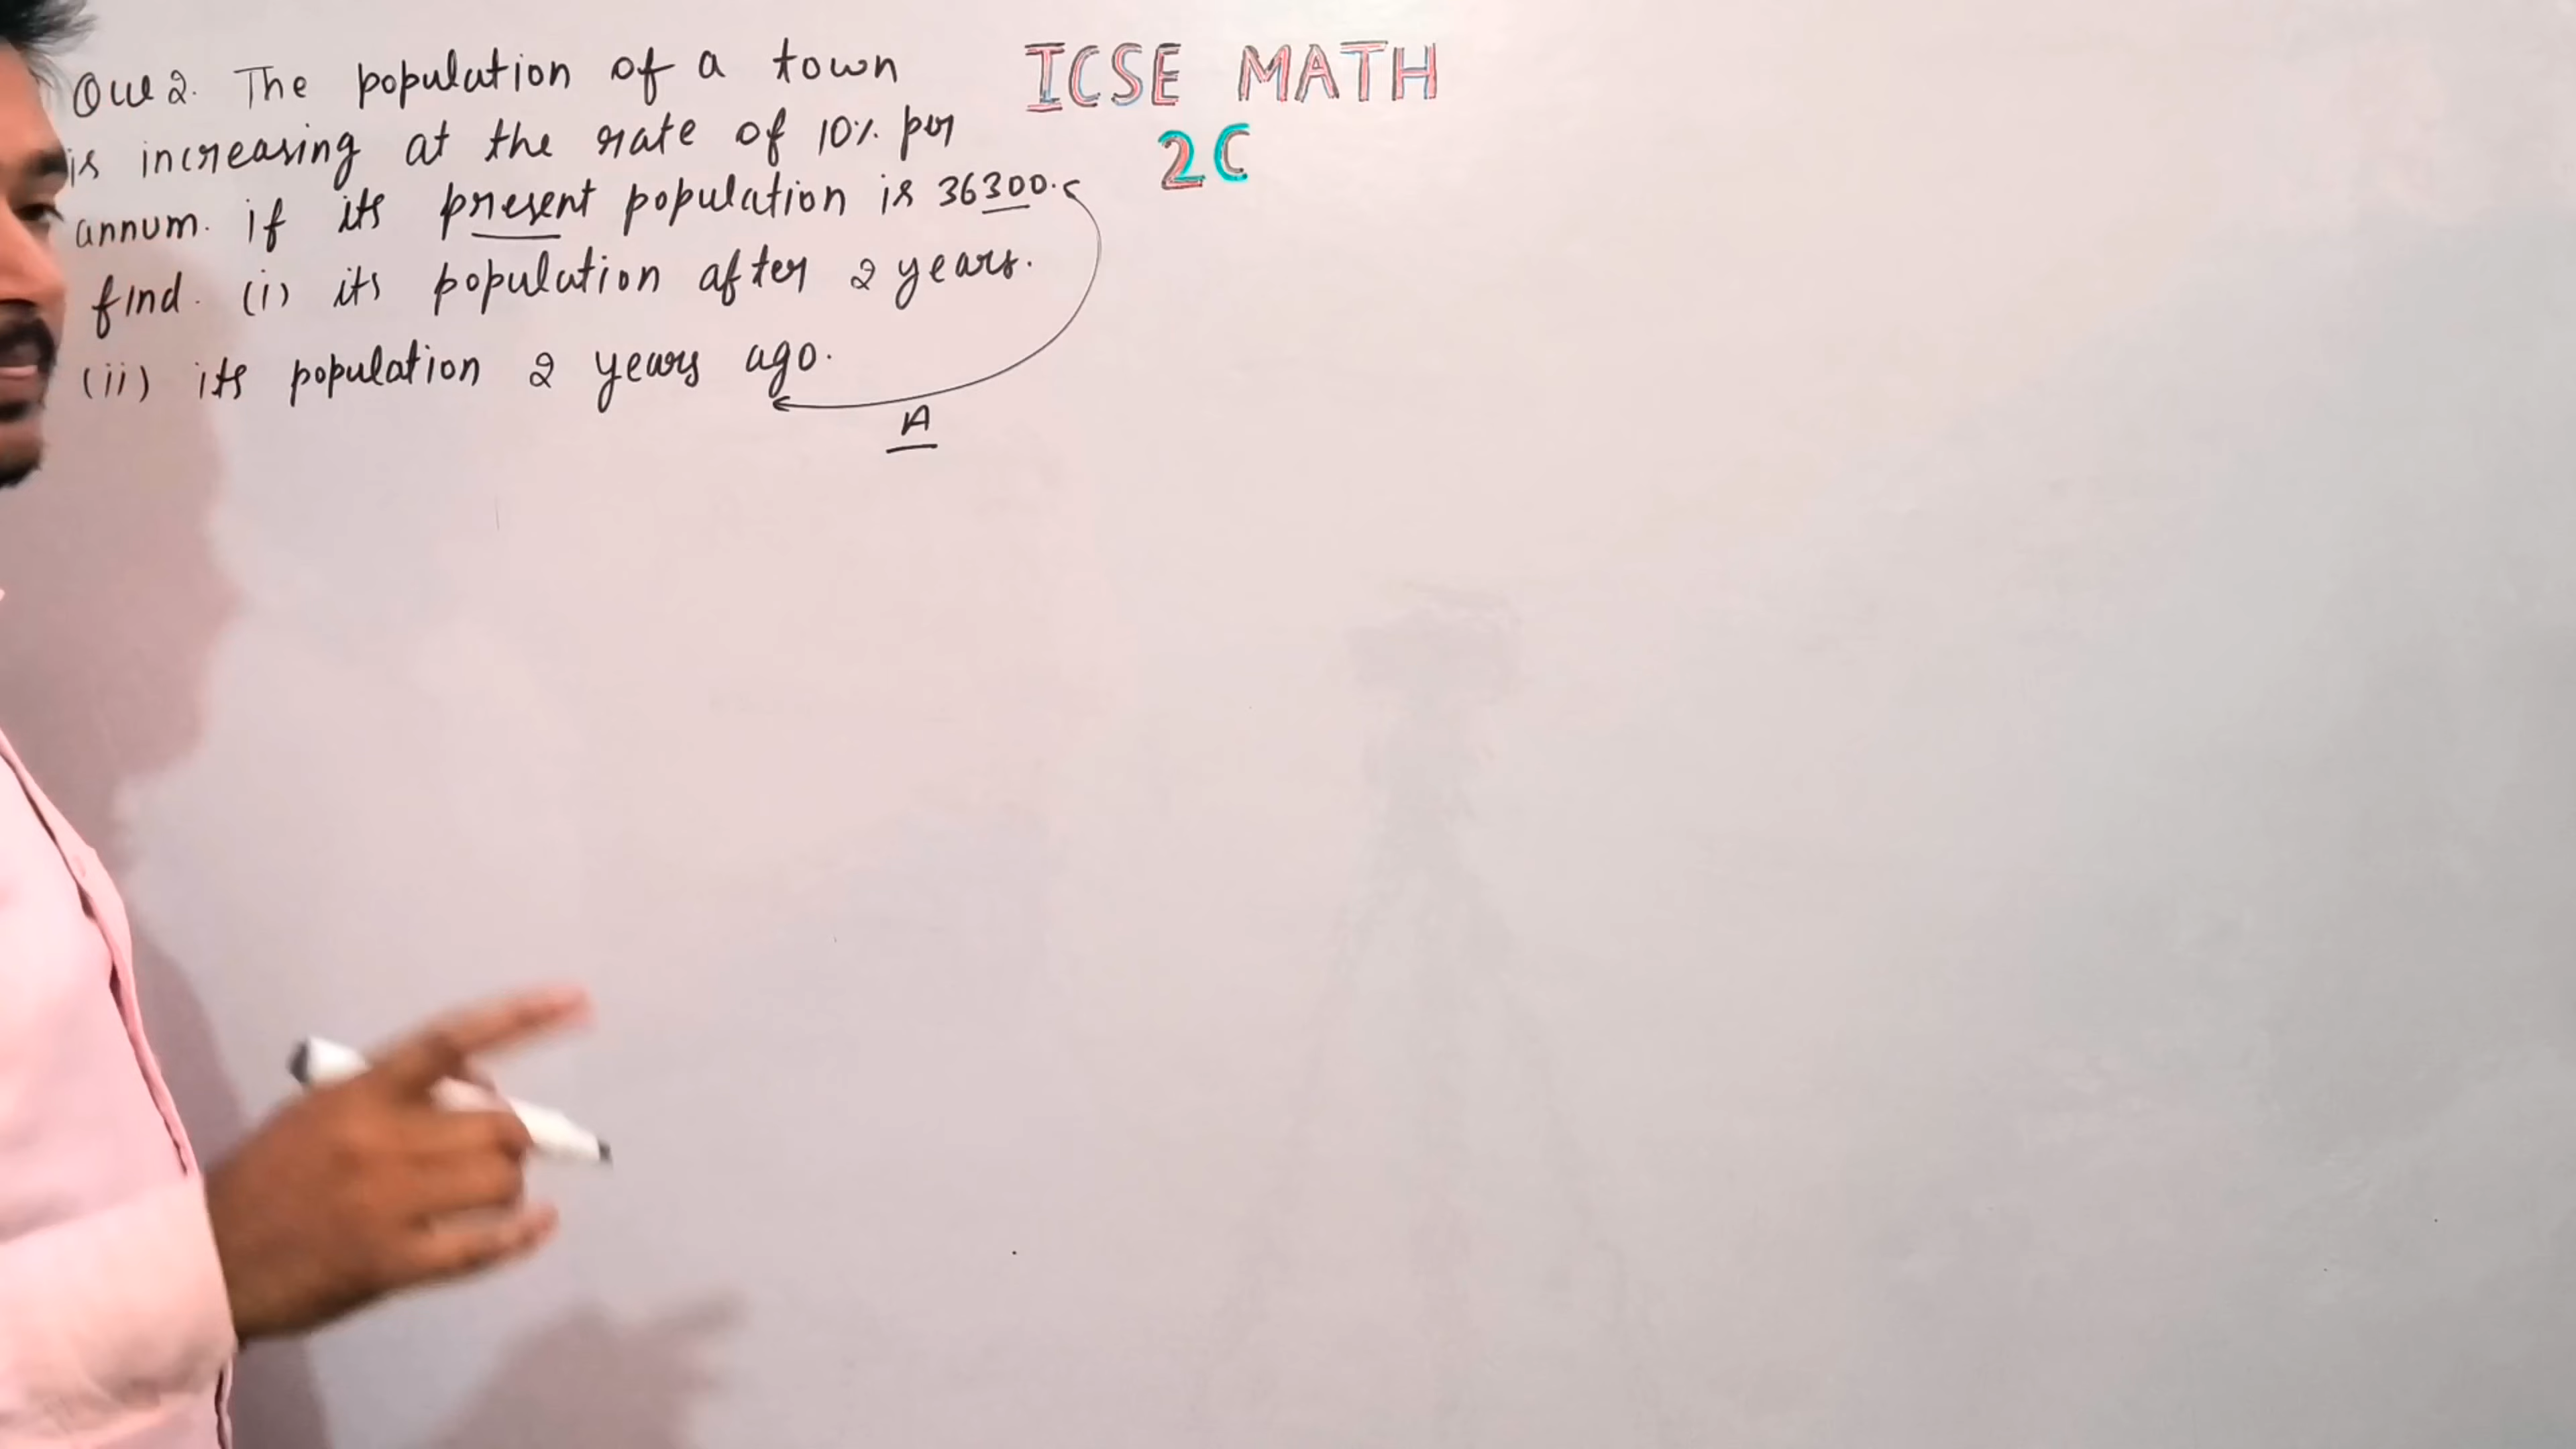 Que 2. The population of a town
is increasing at the rate of 10% per
annum. if its present population is 36300.
find. (i) its population after 2 years.
(ii) its population 2 years ago.
A
ICSE MATH
2C